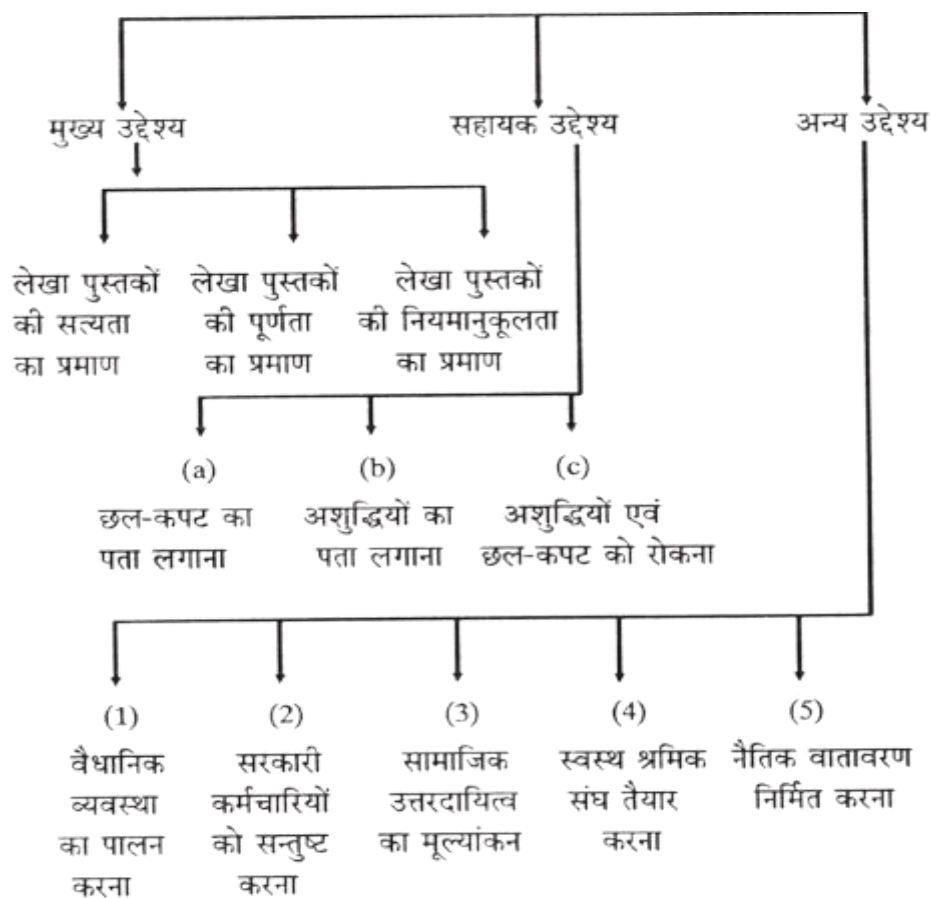 मुख्य उद्देश्य
सहायक उद्देश्य
अन्य उद्देश्य
लेखा पुस्तकों
की सत्यता
का प्रमाण
लेखा पुस्तकों
की पूर्णता
का प्रमाण
लेखा पुस्तकों
की नियमानुकूलता
का प्रमाण
(a)
छल-कपट का
पता लगाना
(b)
अशुद्धियों का
पता लगाना
(c)
अशुद्धियों एवं
छल-कपट को रोकना
(1)
वैधानिक
व्यवस्था
का पालन
करना
(2)
सरकारी
कर्मचारियों
को सन्तुष्ट
करना
(3)
सामाजिक
उत्तरदायित्व
का मूल्यांकन
(4)
स्वस्थ श्रमिक
संघ तैयार
करना
(5)
नैतिक वातावरण
निर्मित करना